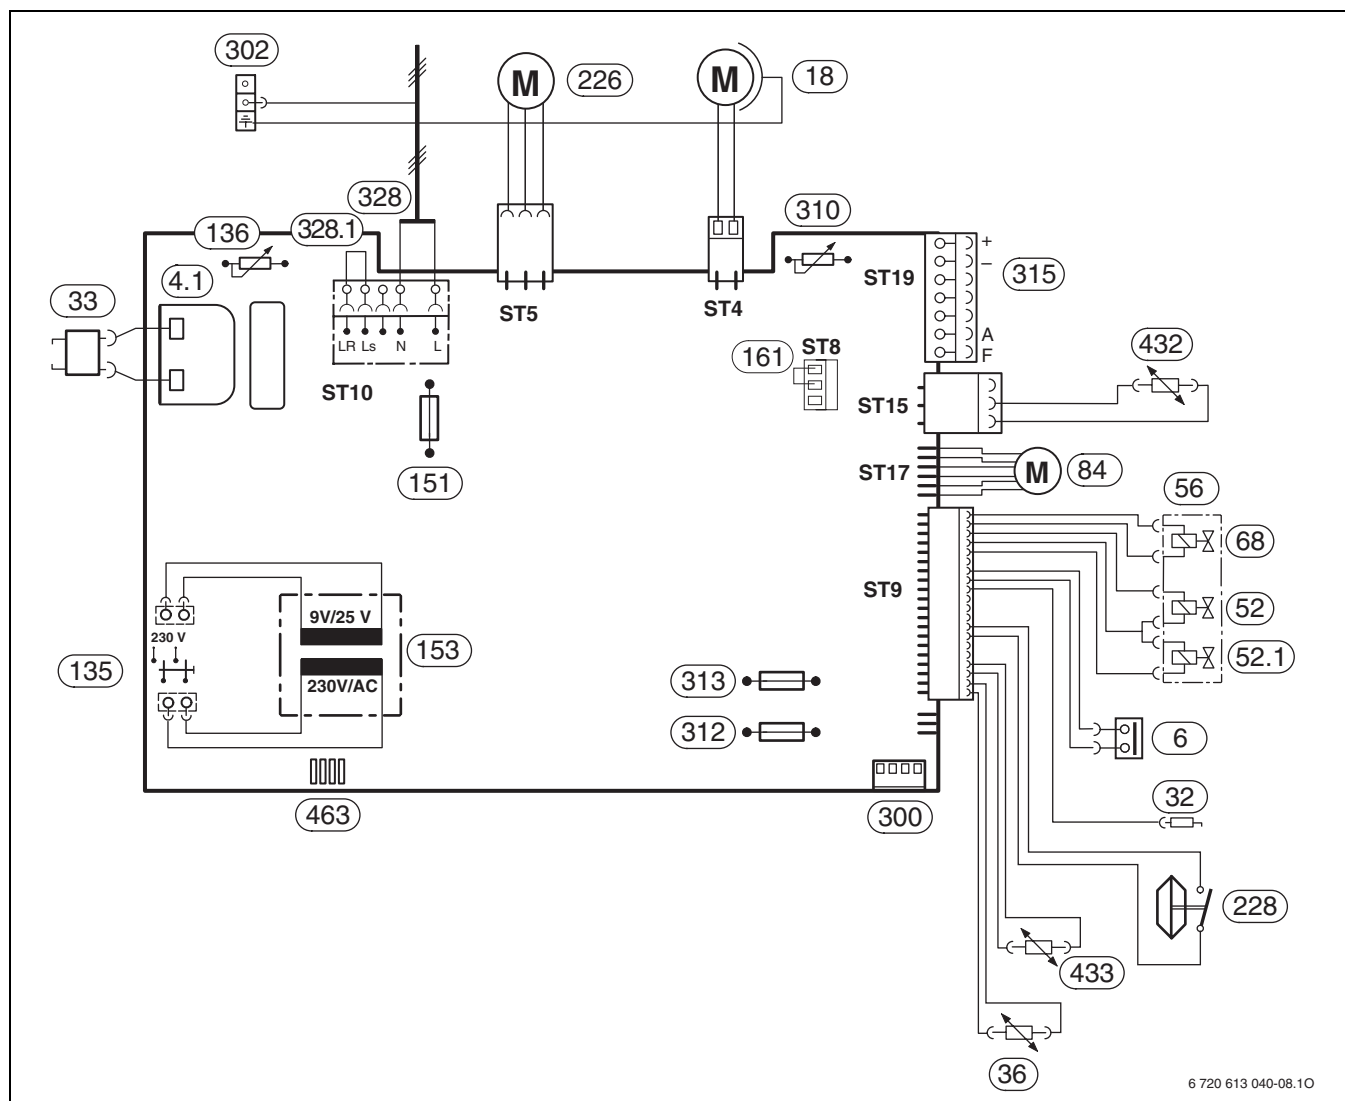 302
M
226
M
18
328
310
136
328.1
+
–
4.1
ST19
315
33
ST5
ST4
A
F
LR Ls N L
ST8
161
432
ST10
ST15
151
ST17
M
84
56
68
ST9
9V/25 V
52
230 V
153
52.1
135
313
230V/AC
312
6
32
463
300
228
433
36
6 720 613 040-08.1O